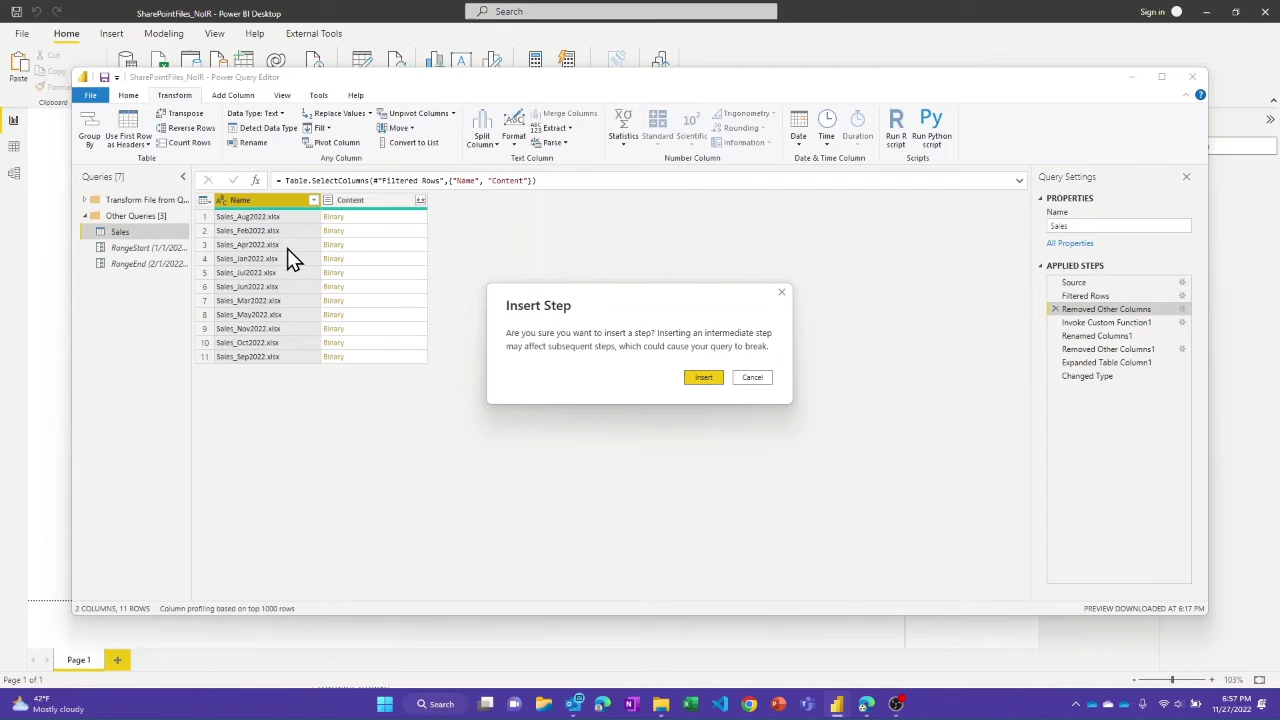 SharePointFiles_NoIR - Power BI Desktop
Search
Sign in
File
Home
Insert
Modeling
View
Help
External Tools
Paste
Cut
Copy
Clipboard
SharePointFiles_NoIR - Power Query Editor
File
Home
Transform
Add Column
View
Tools
Help
Group By
Use First Row as Headers
Transpose
Reverse Rows
Count Rows
Table
Data Type: Text
Detect Data Type
Rename
Replace Values
Fill
Pivot Column
Unpivot Columns
Move
Convert to List
Any Column
Split Column
Format
Merge Columns
Extract
Parse
Text Column
Statistics
Standard
Scientific
Trigonometry
Rounding
Information
Number Column
Date
Time
Duration
Date & Time Column
Run R script
Run Python script
Scripts
Queries [7]
Transform File from Q...
Other Queries [3]
Sales
RangeStart (1/1/202...
RangeEnd (2/1/2022...
= Table.SelectColumns(#"Filtered Rows",{"Name", "Content"})
Name Content
1 Sales_Aug2022.xlsx Binary
2 Sales_Feb2022.xlsx Binary
3 Sales_Apr2022.xlsx Binary
4 Sales_Jan2022.xlsx Binary
5 Sales_Jul2022.xlsx Binary
6 Sales_Jun2022.xlsx Binary
7 Sales_Mar2022.xlsx Binary
8 Sales_May2022.xlsx Binary
9 Sales_Nov2022.xlsx Binary
10 Sales_Oct2022.xlsx Binary
11 Sales_Sep2022.xlsx Binary
Insert Step
Are you sure you want to insert a step? Inserting an intermediate step
may affect subsequent steps, which could cause your query to break.
Insert
Cancel
Query Settings
PROPERTIES
Name
Sales
All Properties
APPLIED STEPS
Source
Filtered Rows
Removed Other Columns
Invoke Custom Function1
Renamed Columns1
Removed Other Columns1
Expanded Table Column1
Changed Type
2 COLUMNS, 11 ROWS
Column profiling based on top 1000 rows
PREVIEW DOWNLOADED AT 6:17 PM
Page 1
Page 1 of 1
103%
42°F
Mostly cloudy
Search
6:57 PM
11/27/2022